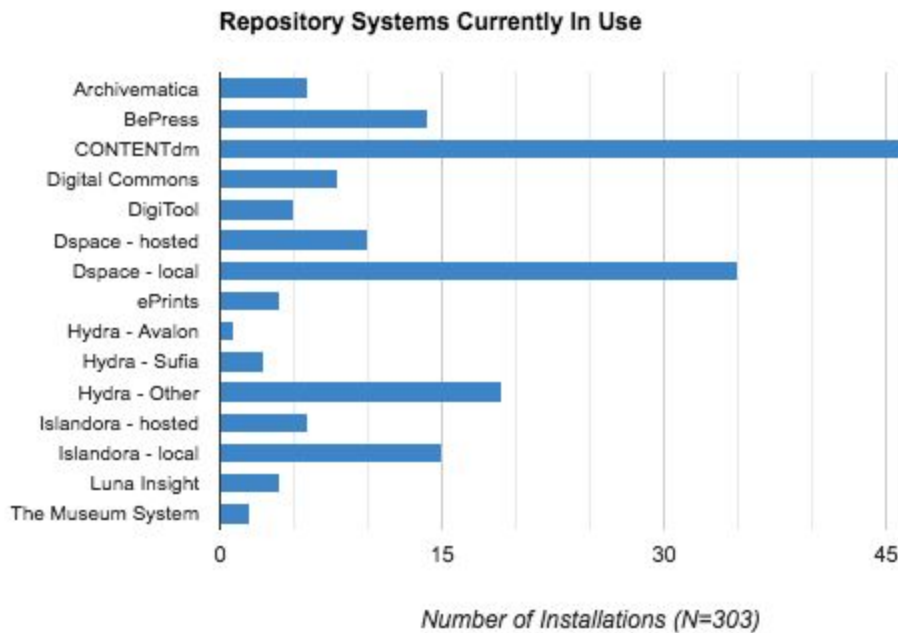 Repository Systems Currently In Use
Archivematica
BePress
CONTENTdm
Digital Commons
DigiTool
Dspace - hosted
Dspace - local
ePrints
Hydra - Avalon
Hydra - Sufia
Hydra - Other
Islandora - hosted
Islandora - local
Luna Insight
The Museum System
0 15 30 45
Number of Installations (N=303)